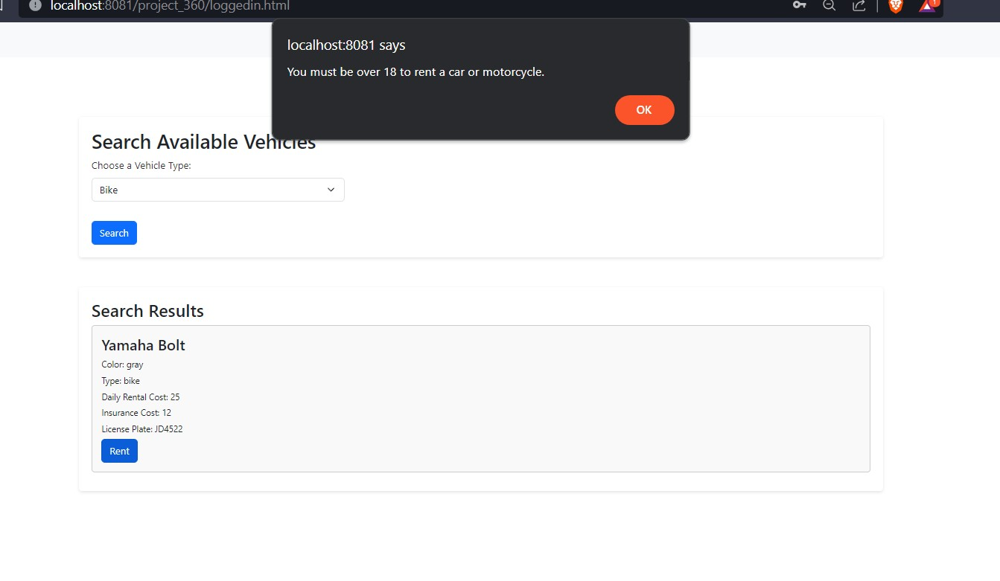 localhost:8081/project_360/loggedin.html
1
localhost:8081 says
You must be over 18 to rent a car or motorcycle.
OK
Search Available Vehicles
Choose a Vehicle Type:
Bike
Search
Search Results
Yamaha Bolt
Color: gray
Type: bike
Daily Rental Cost: 25
Insurance Cost: 12
License Plate: JD4522
Rent